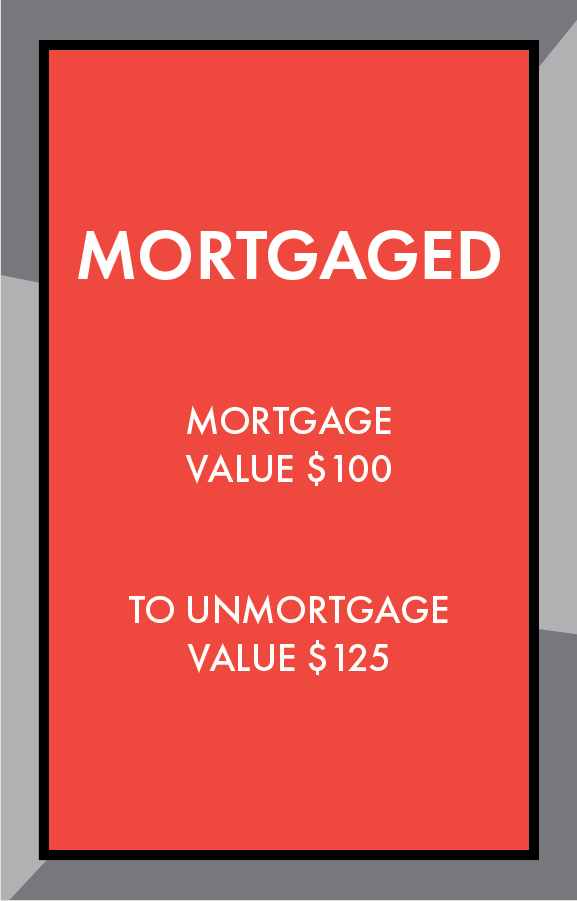 MORTGAGED
MORTGAGE
VALUE $100
TO UNMORTGAGE
VALUE $125